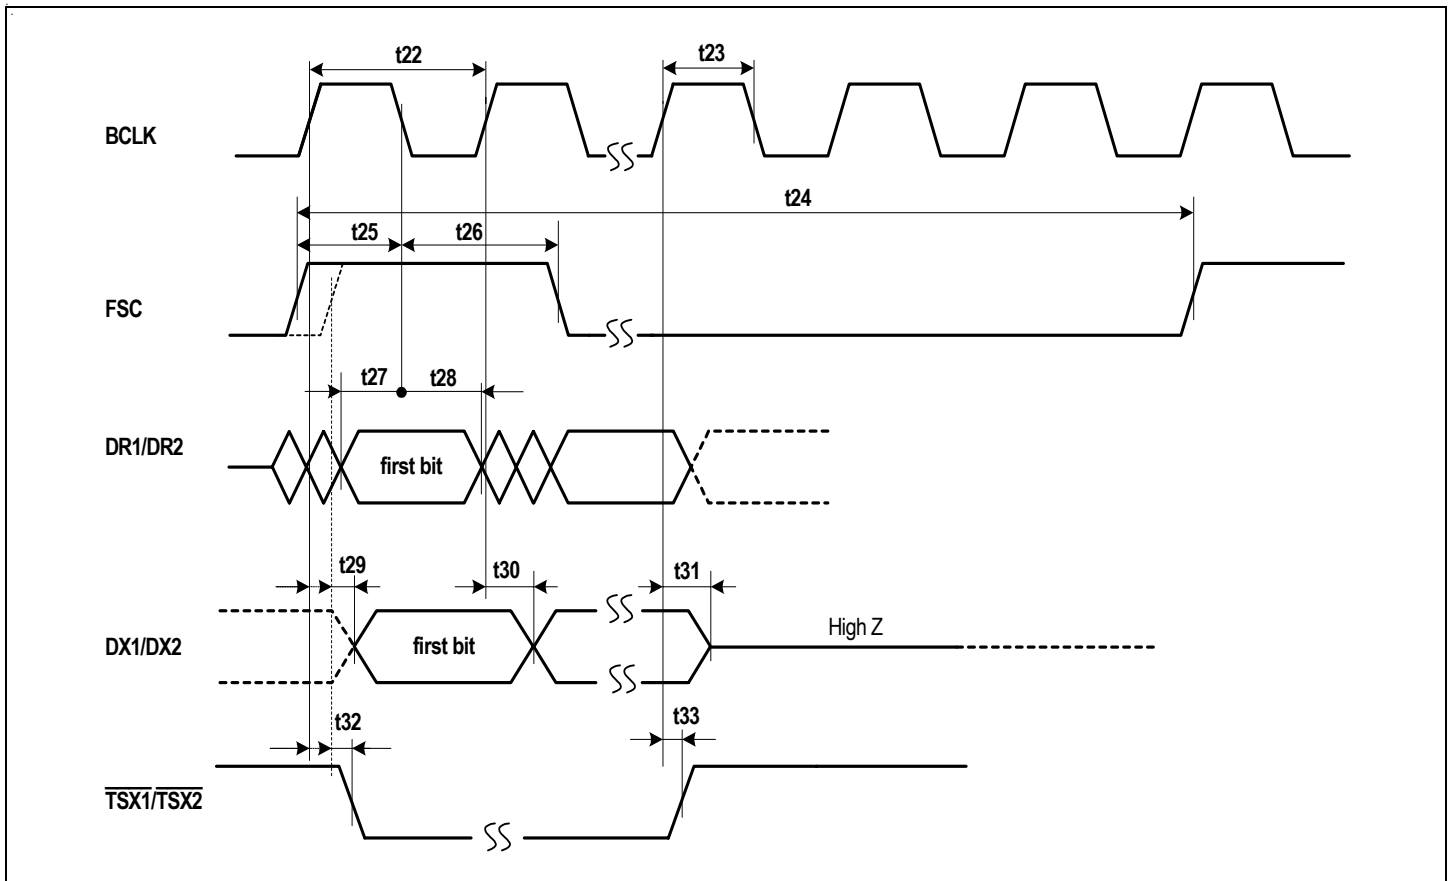 t22
t23
BCLK
t24
t25
t26
FSC
t27
t28
DR1/DR2
first bit
t29
t30
t31
DX1/DX2
first bit
High Z
t32
t33
TSX1/TSX2